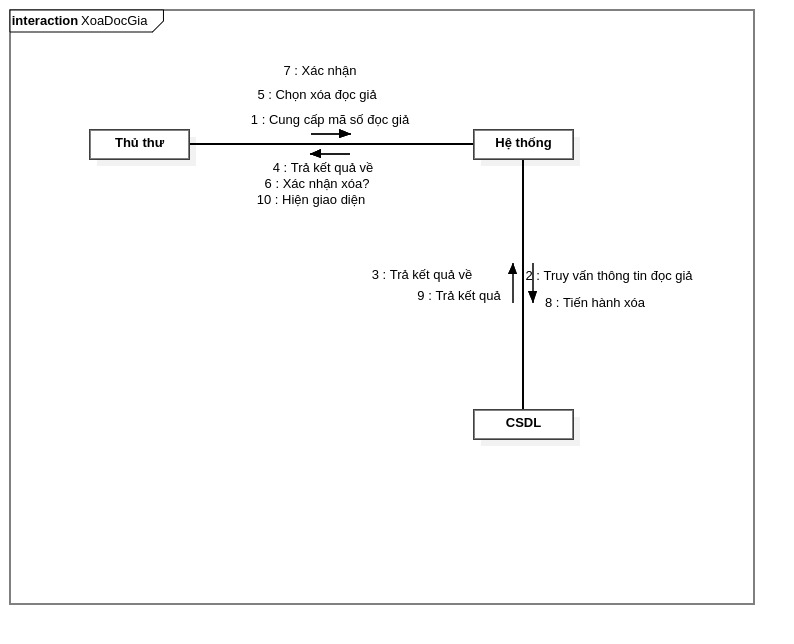 interaction XoaDocGia
7 : Xác nhận
5 : Chọn xóa đọc giả
1 : Cung cấp mã số đọc giả
Thủ thư
Hệ thống
4 : Trả kết quả về
6 : Xác nhận xóa?
10 : Hiện giao diện
3 : Trả kết quả về
2 : Truy vấn thông tin đọc giả
9 : Trả kết quả
8 : Tiến hành xóa
CSDL